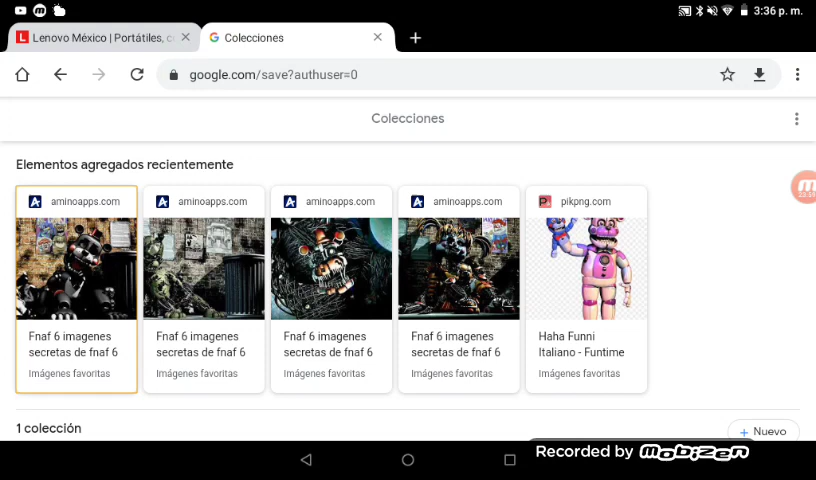 3:36 p. m.
L Lenovo México | Portátiles, c
Colecciones
google.com/save?authuser=0
Colecciones
Elementos agregados recientemente
aminoapps.com
Fnaf 6 imagenes
secretas de fnaf 6
Imágenes favoritas
aminoapps.com
Fnaf 6 imagenes
secretas de fnaf 6
Imágenes favoritas
aminoapps.com
Fnaf 6 imagenes
secretas de fnaf 6
Imágenes favoritas
aminoapps.com
Fnaf 6 imagenes
secretas de fnaf 6
Imágenes favoritas
pikpng.com
Haha Funni
Italiano - Funtime
Imágenes favoritas
1 colección
+ Nuevo
Recorded by Mobizen